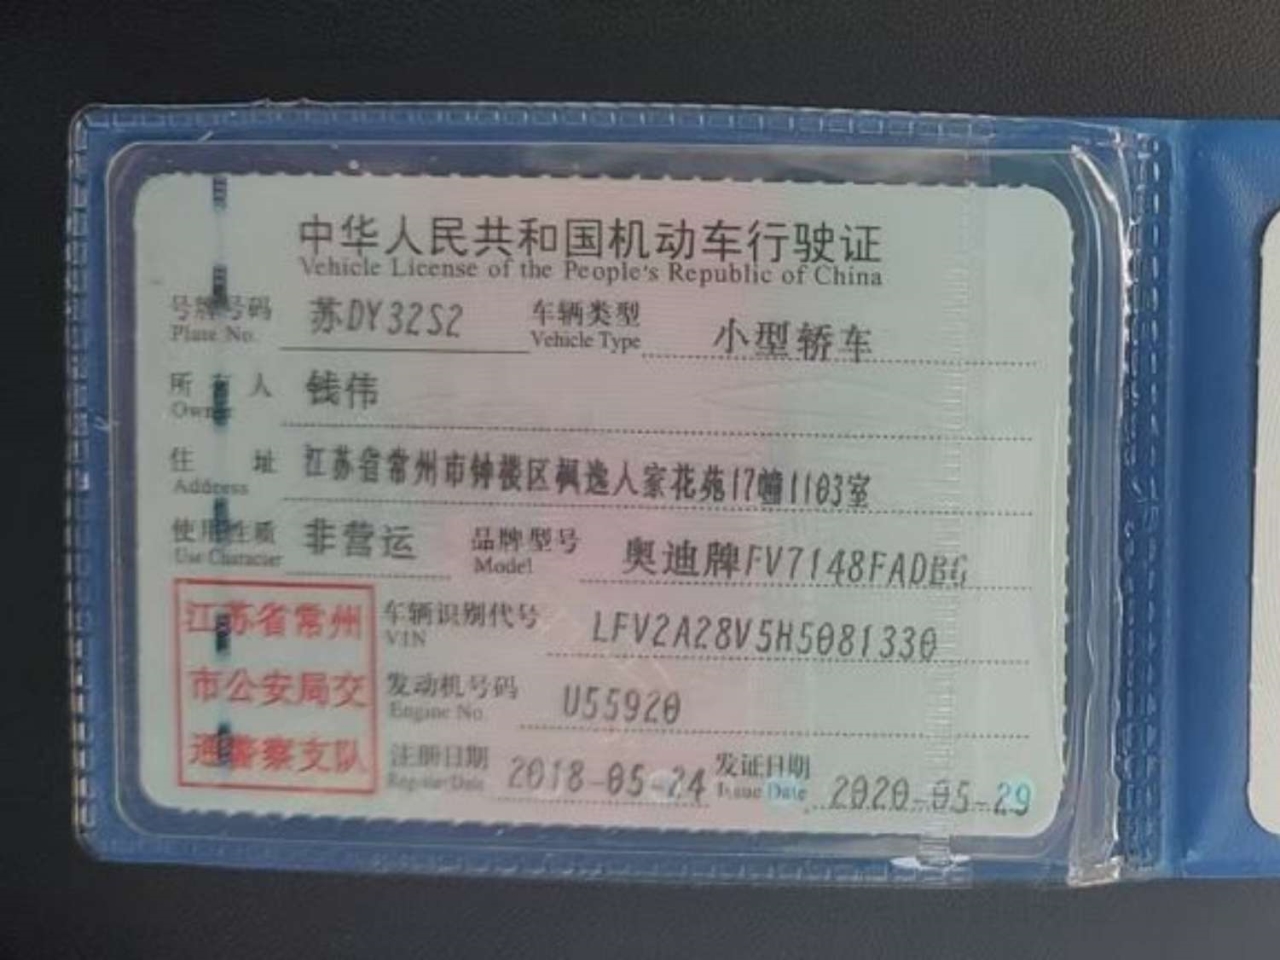 中华人民共和国机动车行驶证
Vehicle License of the People's Republic of China
号牌号码 苏DY32S2 车辆类型 小型轿车
Plate No. Vehicle Type
所有人 钱伟
Owner
住址 江苏省常州市钟楼区枫逸人家花苑17幢1103室
Address
使用性质 非营运 品牌型号 奥迪牌FV7148FADBG
Use Character Model
江苏省常州
市公安局交
通警察支队
车辆识别代号 LFV2A28V5H5081330
VIN
发动机号码 U55920
Engine No.
注册日期 2018-05-24 发证日期 2020-05-29
Register Date Issue Date